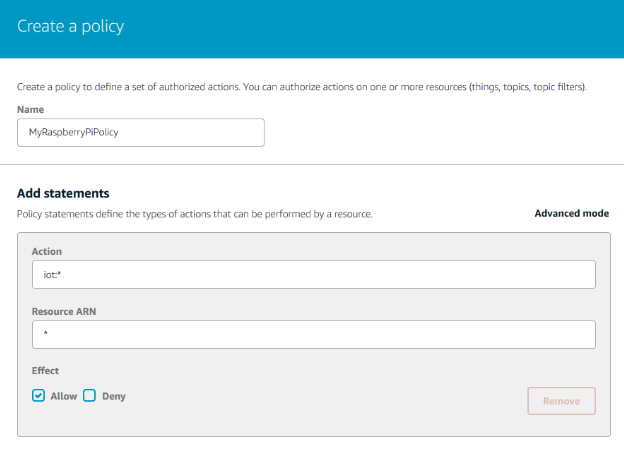 Create a policy
Create a policy to define a set of authorized actions. You can authorize actions on one or more resources (things, topics, topic filters).
Name
MyRaspberryPiPolicy
Add statements
Policy statements define the types of actions that can be performed by a resource.
Advanced mode
Action
iot:*
Resource ARN
*
Effect
Allow Deny
Remove